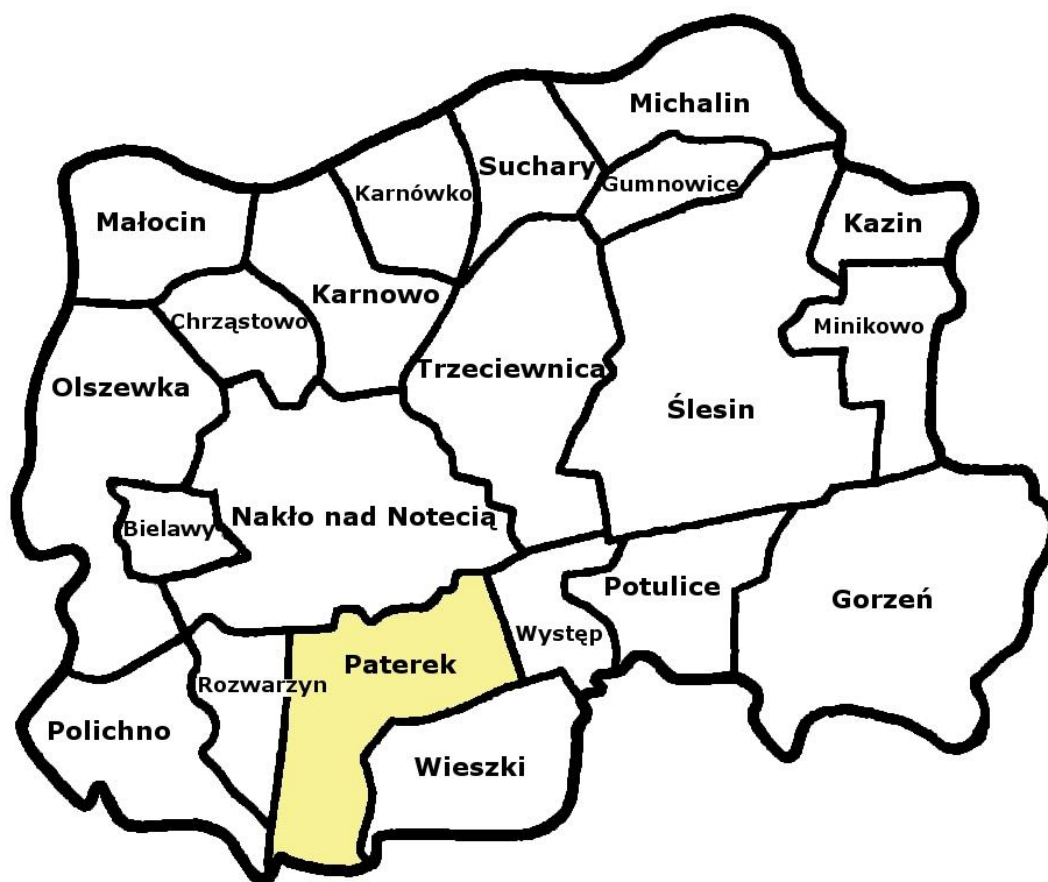 Michalin
Suchary
Gumnowice
Karnówko
Małocin
Kazin
Karnowo
Chrząstowo
Minikowo
Trzeciewnica
Olszewka
Ślesin
Nakło nad Notecią
Bielawy
Potulice
Gorzeń
Występ
Paterek
Rozwarzyn
Polichno
Wieszki